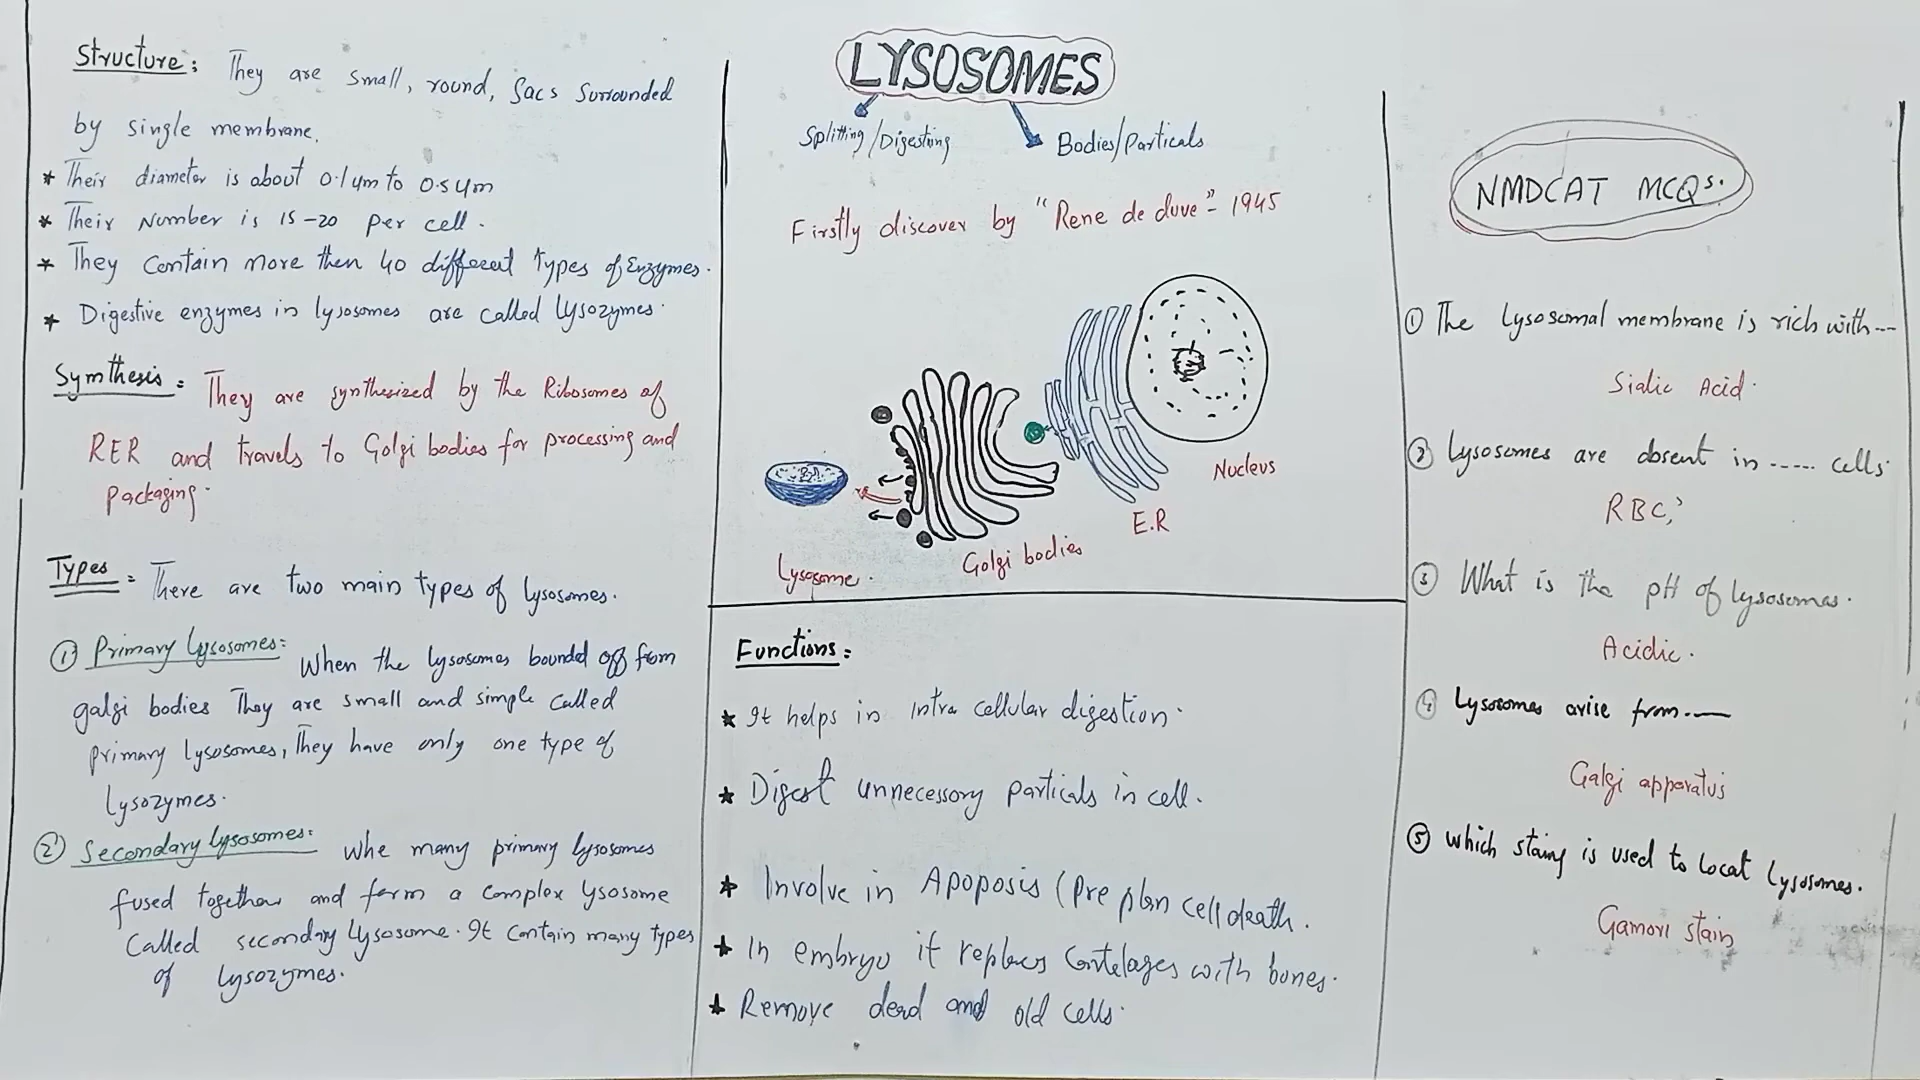 Structure: They are small, round, Sacs Surrounded
by single membrane.
* Their diameter is about 0.1 um to 0.5 um
* Their Number is 15-20 per cell.
* They contain more then 40 different types of Enzymes.
* Digestive enzymes in lysosomes are called lysozymes.
Symthesis: They are synthesized by the Ribosomes of
RER and travels to Golgi bodies for processing and
packaging.
Types = There are two main types of lysosomes.
① Primary lysosomes: When the lysosomes bounded off from
galgi bodies They are small and simple called
primary lysosomes, They have only one type of
Lysozymes.
② Secondary lysosomes: Whe many primary lysosomes
fused together and form a complex lysosome
Called secondary lysosome. It contain many types
of lysozymes.
LYSOSOMES
Splitting/Digesting
Bodies/Particals
Firstly discover by "Rene de duve"- 1945
Nucleus
E.R
Golgi bodies
Lysosome.
Functions:
* It helps in intra cellular digestion.
* Digest unnecessary particals in cell.
* Involve in Apoposis (Pre plan cell death.
* In embryo it replaces Cartelages with bones.
* Remove dead and old cells.
NMDCAT MCQs.
① The Lysosomal membrane is rich with---
Sialic Acid.
② Lysosomes are absent in ----- cells
RBC,s
③ What is the pH of lysosomes.
Acidic.
④ Lysosomes arise from---
Galgi apparatus
⑤ which staing is used to Locat Lysosomes.
Gamori stain